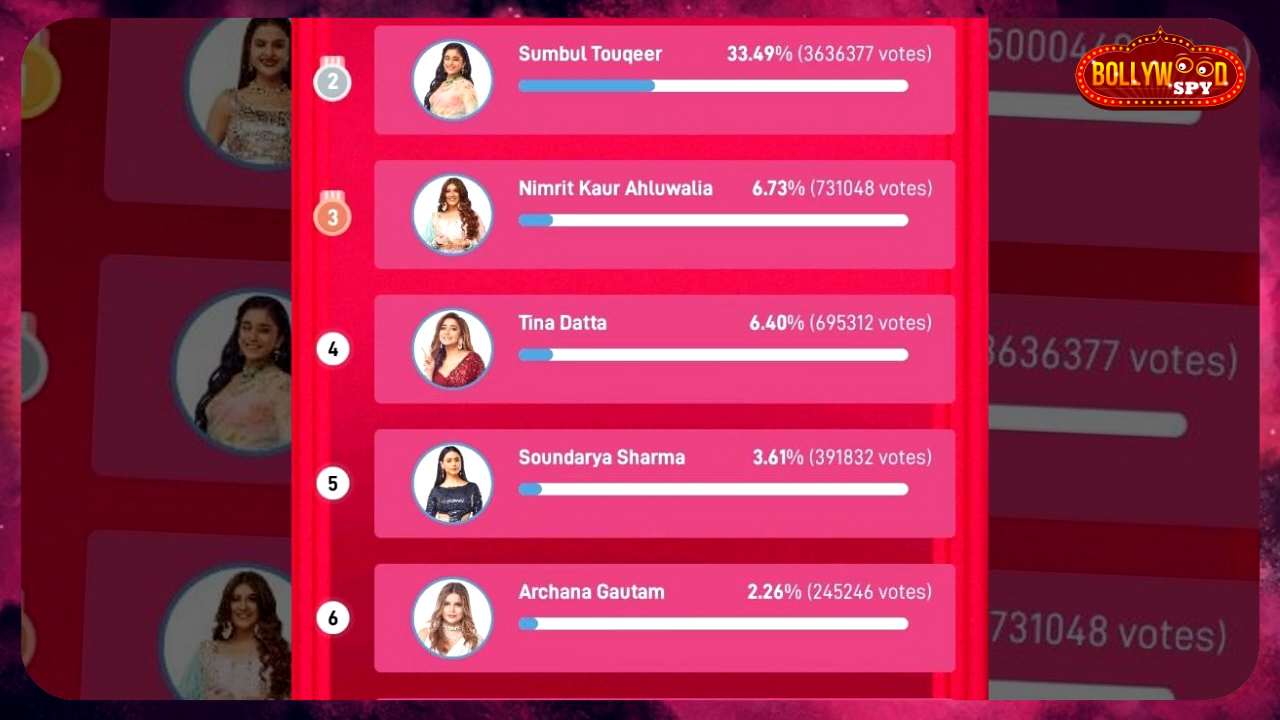 BOLLYWOOD
SPY
2
Sumbul Touqeer 33.49% (3636377 votes)
3
Nimrit Kaur Ahluwalia 6.73% (731048 votes)
4
Tina Datta 6.40% (695312 votes)
5
Soundarya Sharma 3.61% (391832 votes)
6
Archana Gautam 2.26% (245246 votes)
3636377 votes)
731048 votes)